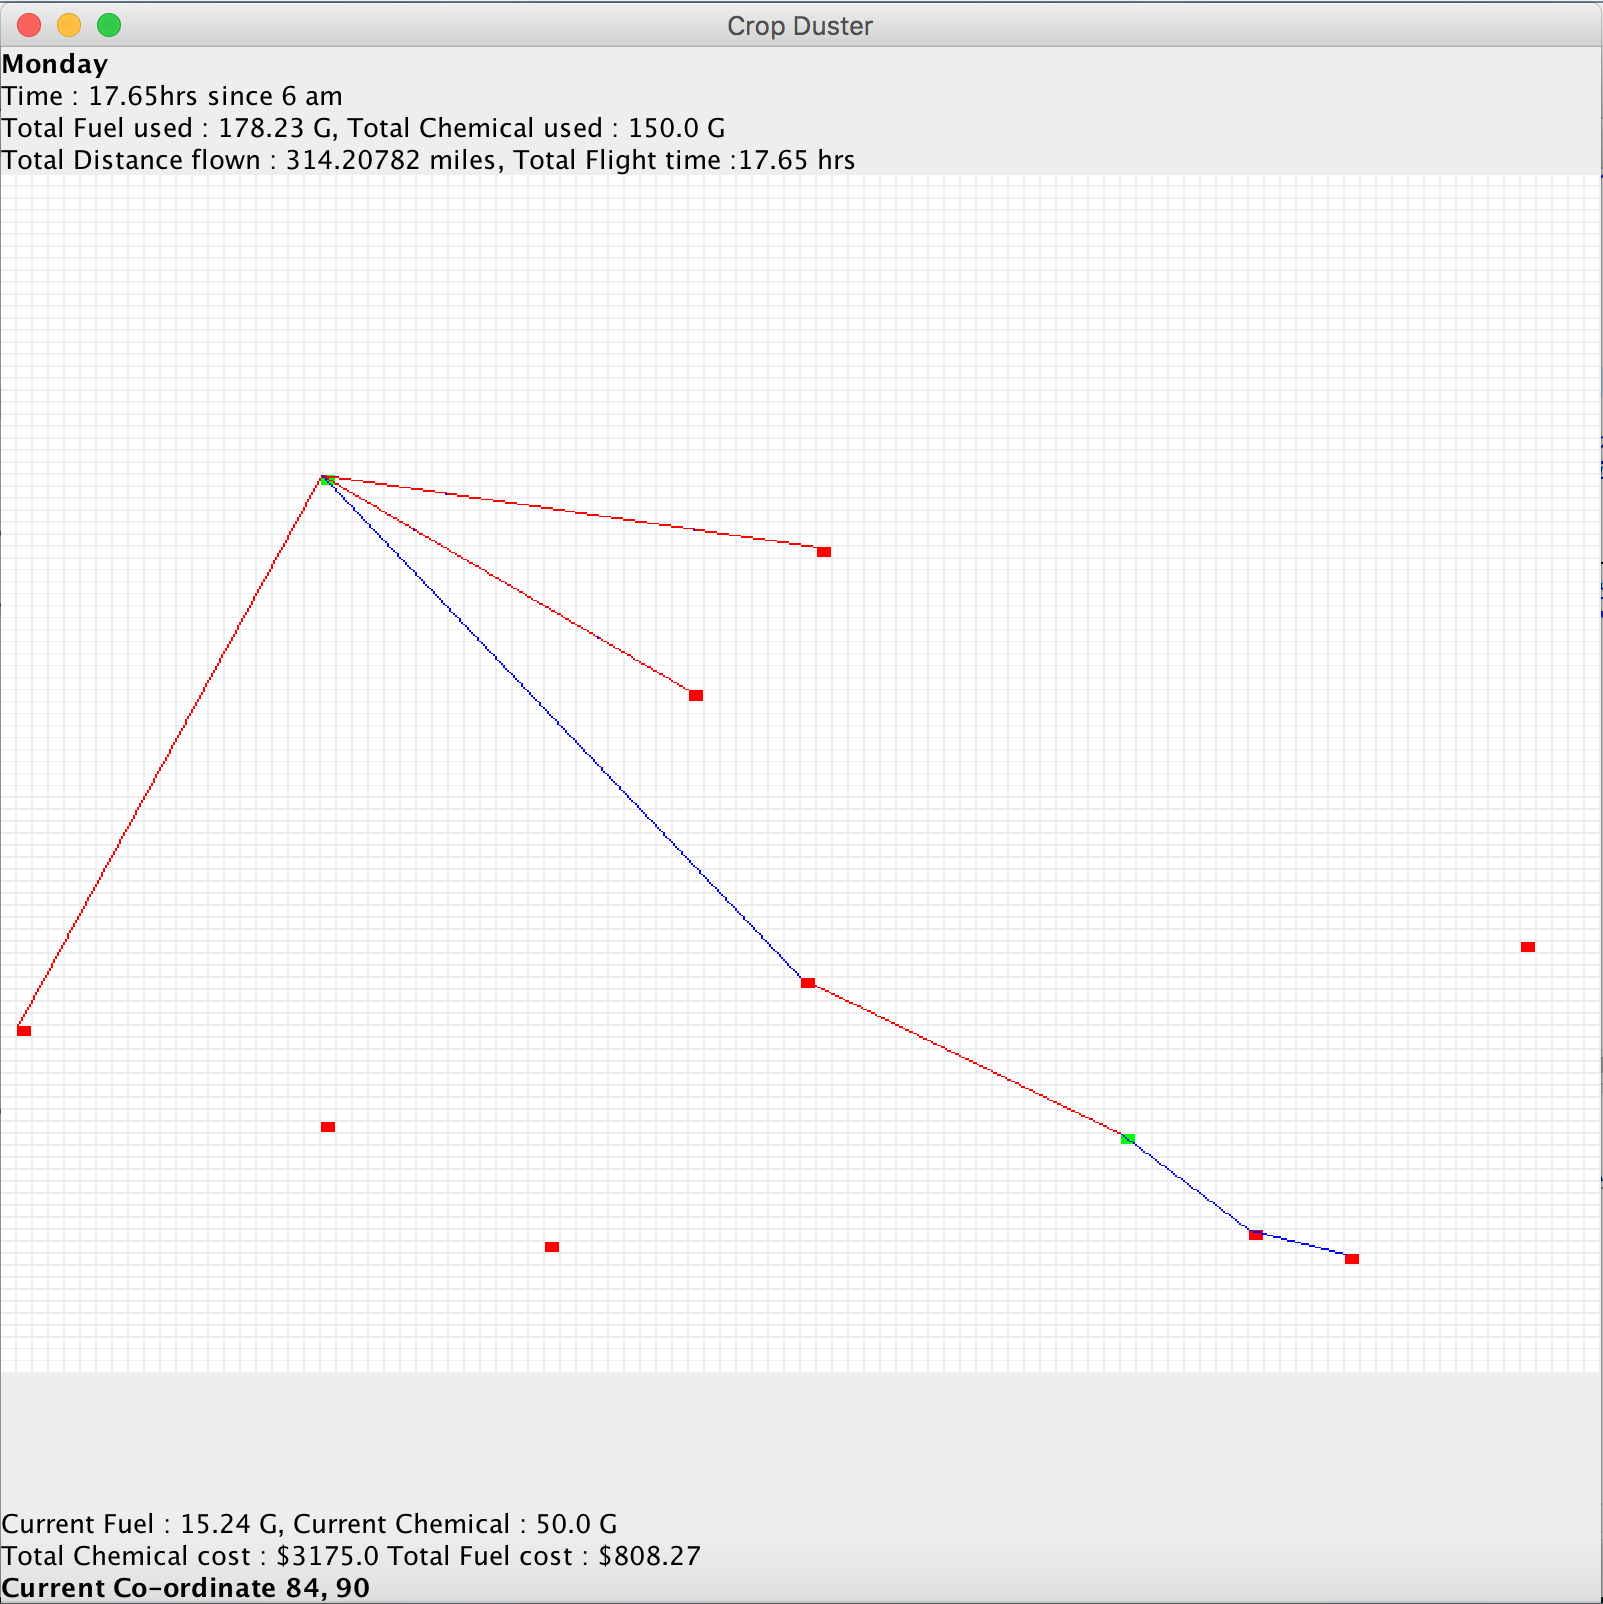 Crop Duster
Monday
Time : 17.65hrs since 6 am
Total Fuel used : 178.23 G, Total Chemical used : 150.0 G
Total Distance flown : 314.20782 miles, Total Flight time :17.65 hrs
Current Fuel : 15.24 G, Current Chemical : 50.0 G
Total Chemical cost : $3175.0 Total Fuel cost : $808.27
Current Co-ordinate 84, 90